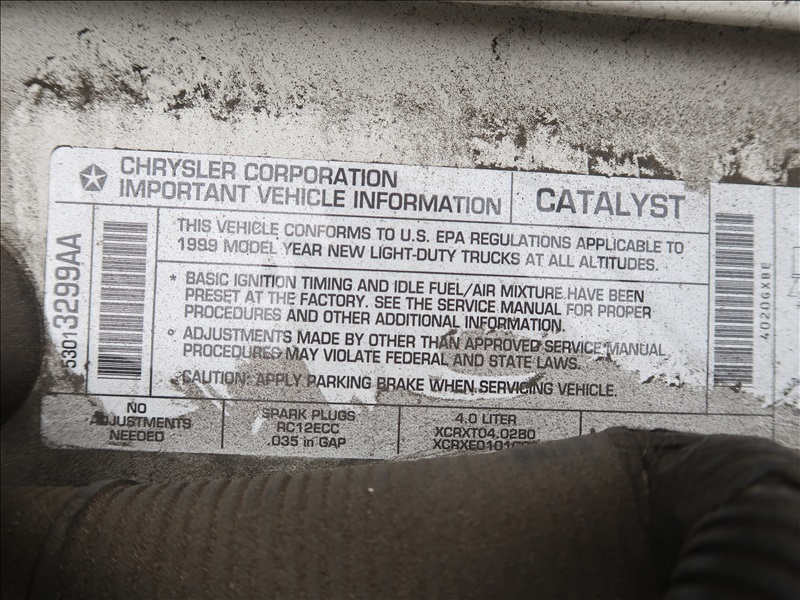 CHRYSLER CORPORATION
IMPORTANT VEHICLE INFORMATION
CATALYST
53013299AA
THIS VEHICLE CONFORMS TO U.S. EPA REGULATIONS APPLICABLE TO
1999 MODEL YEAR NEW LIGHT-DUTY TRUCKS AT ALL ALTITUDES.
* BASIC IGNITION TIMING AND IDLE FUEL/AIR MIXTURE HAVE BEEN
PRESET AT THE FACTORY. SEE THE SERVICE MANUAL FOR PROPER
PROCEDURES AND OTHER ADDITIONAL INFORMATION.
° ADJUSTMENTS MADE BY OTHER THAN APPROVED SERVICE MANUAL
PROCEDURES MAY VIOLATE FEDERAL AND STATE LAWS.
CAUTION: APPLY PARKING BRAKE WHEN SERVICING VEHICLE.
40206XBE
NO
ADJUSTMENTS
NEEDED
SPARK PLUGS
RC12ECC
.035 in GAP
4.0 LITER
XCRXT04.02B0